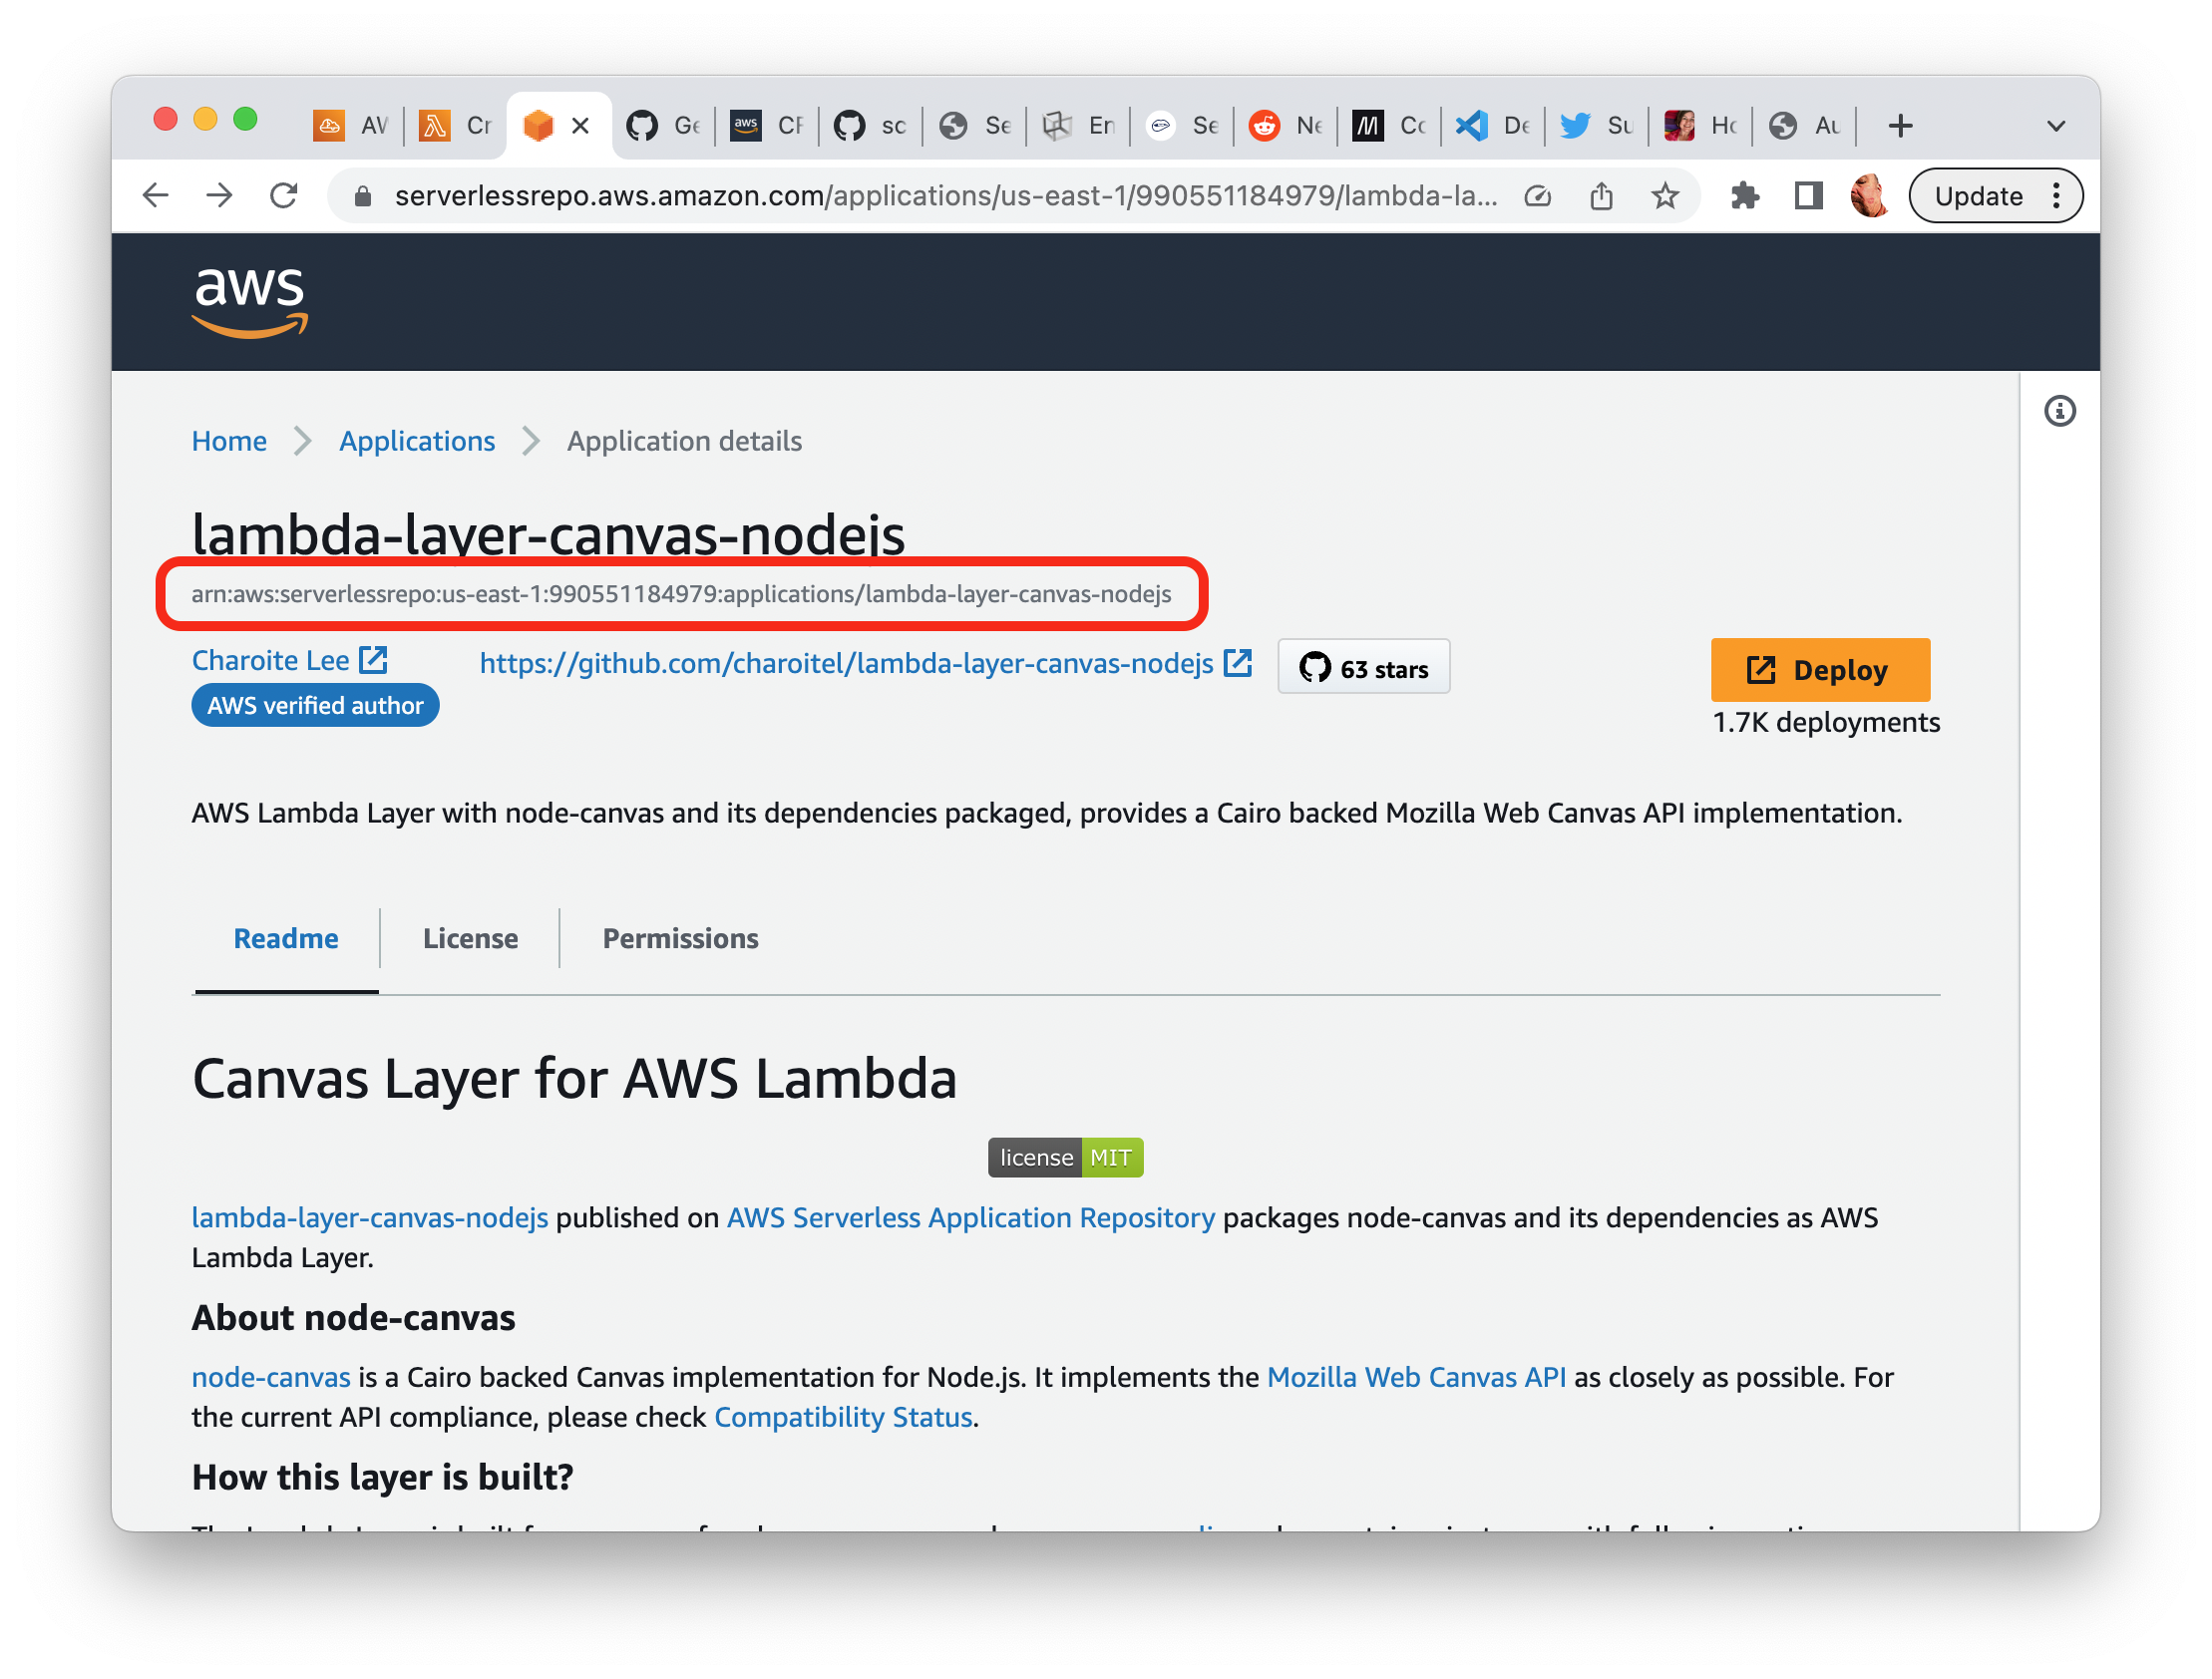 AW
Cr
Ge
aws
CF
sc
Se
En
Se
Ne
Co
De
Su
Ho
Au
serverlessrepo.aws.amazon.com/applications/us-east-1/990551184979/lambda-la...
Update
aws
Home
Applications
Application details
lambda-layer-canvas-nodejs
arn:aws:serverlessrepo:us-east-1:990551184979:applications/lambda-layer-canvas-nodejs
Charoite Lee
https://github.com/charoitel/lambda-layer-canvas-nodejs
63 stars
Deploy
AWS verified author
1.7K deployments
AWS Lambda Layer with node-canvas and its dependencies packaged, provides a Cairo backed Mozilla Web Canvas API implementation.
Readme
License
Permissions
Canvas Layer for AWS Lambda
license MIT
lambda-layer-canvas-nodejs published on AWS Serverless Application Repository packages node-canvas and its dependencies as AWS
Lambda Layer.
About node-canvas
node-canvas is a Cairo backed Canvas implementation for Node.js. It implements the Mozilla Web Canvas API as closely as possible. For
the current API compliance, please check Compatibility Status.
How this layer is built?